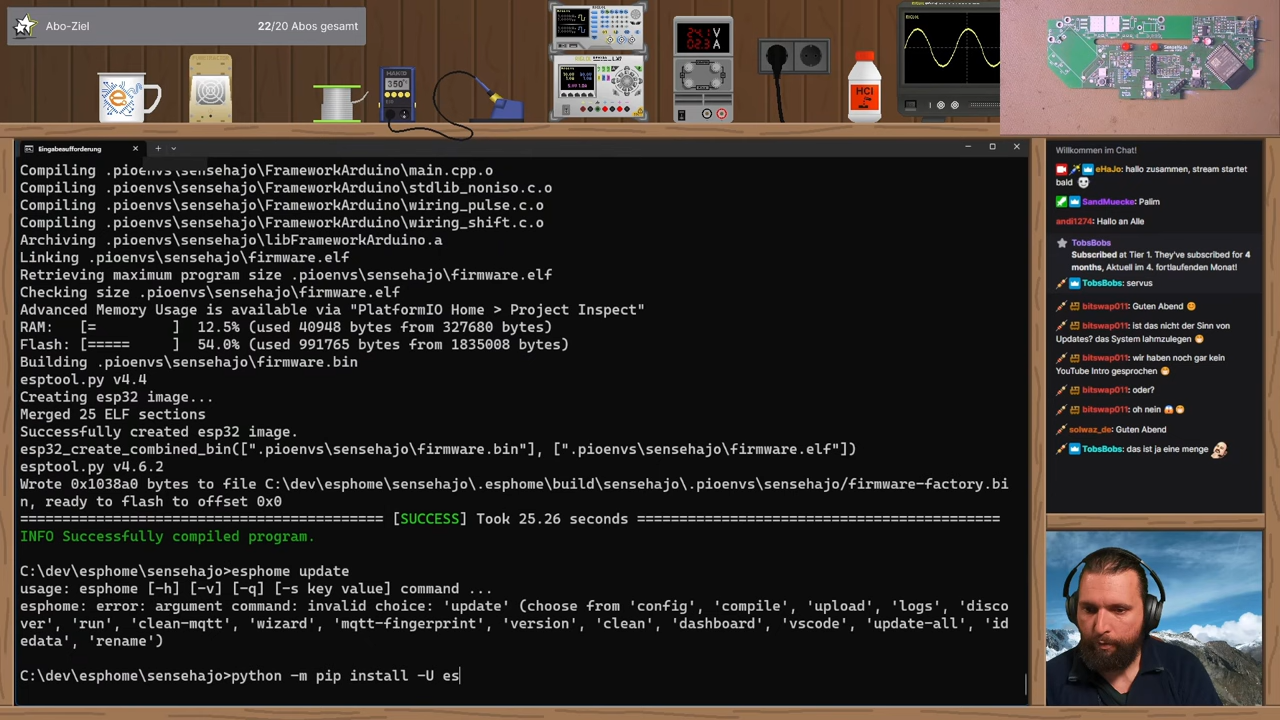 Abo-Ziel
22/20 Abos gesamt
24.1 V
02.3 A
HAKKO
350
HCl
RIGOL
SenseHaJo
Eingabeaufforderung
Compiling .pioenvs\sensehajo\FrameworkArduino\main.cpp.o
Compiling .pioenvs\sensehajo\FrameworkArduino\stdlib_noniso.c.o
Compiling .pioenvs\sensehajo\FrameworkArduino\wiring_pulse.c.o
Compiling .pioenvs\sensehajo\FrameworkArduino\wiring_shift.c.o
Archiving .pioenvs\sensehajo\libFrameworkArduino.a
Linking .pioenvs\sensehajo\firmware.elf
Retrieving maximum program size .pioenvs\sensehajo\firmware.elf
Checking size .pioenvs\sensehajo\firmware.elf
Advanced Memory Usage is available via "PlatformIO Home > Project Inspect"
RAM:   [=         ]  12.5% (used 40948 bytes from 327680 bytes)
Flash: [=====     ]  54.0% (used 991765 bytes from 1835008 bytes)
Building .pioenvs\sensehajo\firmware.bin
esptool.py v4.4
Creating esp32 image...
Merged 25 ELF sections
Successfully created esp32 image.
esp32_create_combined_bin([".pioenvs\sensehajo\firmware.bin"], [".pioenvs\sensehajo\firmware.elf"])
esptool.py v4.6.2
Wrote 0x1038a0 bytes to file C:\dev\esphome\sensehajo\.esphome\build\sensehajo\.pioenvs\sensehajo/firmware-factory.bi
n, ready to flash to offset 0x0
=========================================== [SUCCESS] Took 25.26 seconds ===========================================
INFO Successfully compiled program.
C:\dev\esphome\sensehajo>esphome update
usage: esphome [-h] [-v] [-q] [-s key value] command ...
esphome: error: argument command: invalid choice: 'update' (choose from 'config', 'compile', 'upload', 'logs', 'disco
ver', 'run', 'clean-mqtt', 'wizard', 'mqtt-fingerprint', 'version', 'clean', 'dashboard', 'vscode', 'update-all', 'id
edata', 'rename')
C:\dev\esphome\sensehajo>python -m pip install -U es
Willkommen im Chat!
eHaJo: hallo zusammen, stream startet
bald
SandMuecke: Palim
andi1274: Hallo an Alle
TobsBobs
Subscribed at Tier 1. They've subscribed for 4
months, Aktuell im 4. fortlaufenden Monat!
TobsBobs: servus
bitswap011: Guten Abend
bitswap011: ist das nicht der Sinn von
Updates? das System lahmzulegen
bitswap011: wir haben noch gar kein
YouTube Intro gesprochen
bitswap011: oder?
bitswap011: oh nein
solwaz_de: Guten Abend
TobsBobs: das ist ja eine menge